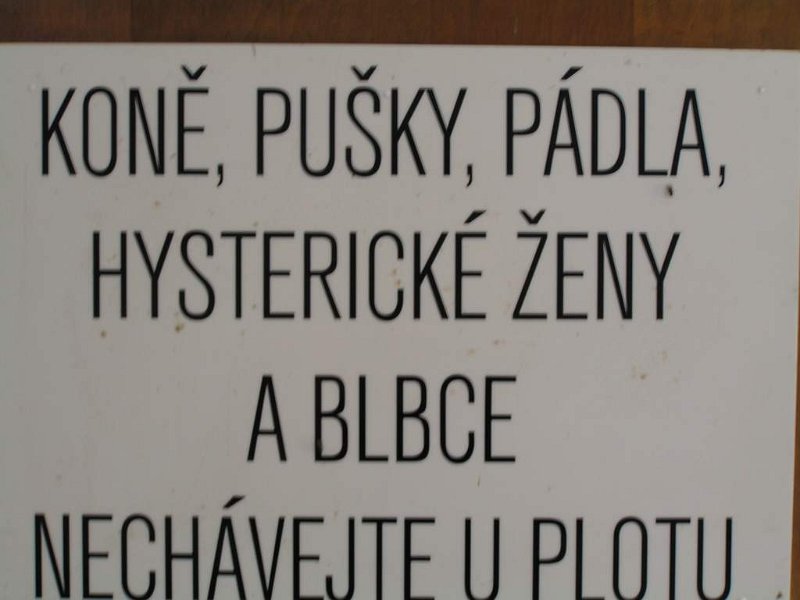 KONĚ, PUŠKY, PÁDLA,
HYSTERICKÉ ŽENY
A BLBCE
NECHÁVEJTE U PLOTU